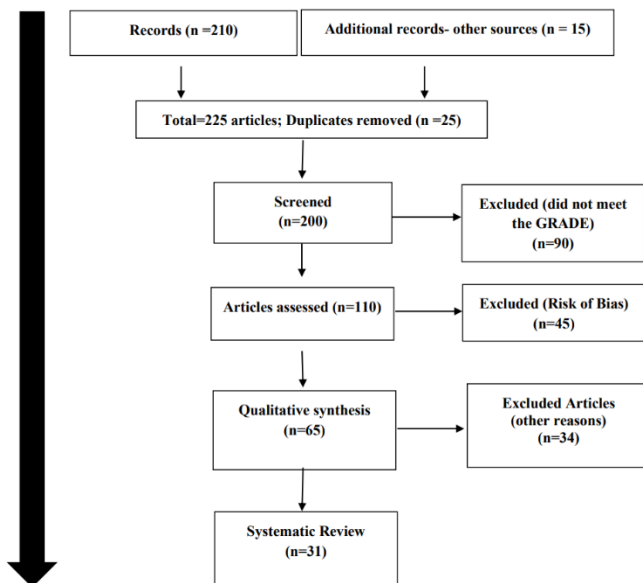 Records (n =210)
Additional records- other sources (n = 15)
Total=225 articles; Duplicates removed (n =25)
Screened
(n=200)
Excluded (did not meet
the GRADE)
(n=90)
Articles assessed (n=110)
Excluded (Risk of Bias)
(n=45)
Qualitative synthesis
(n=65)
Excluded Articles
(other reasons)
(n=34)
Systematic Review
(n=31)